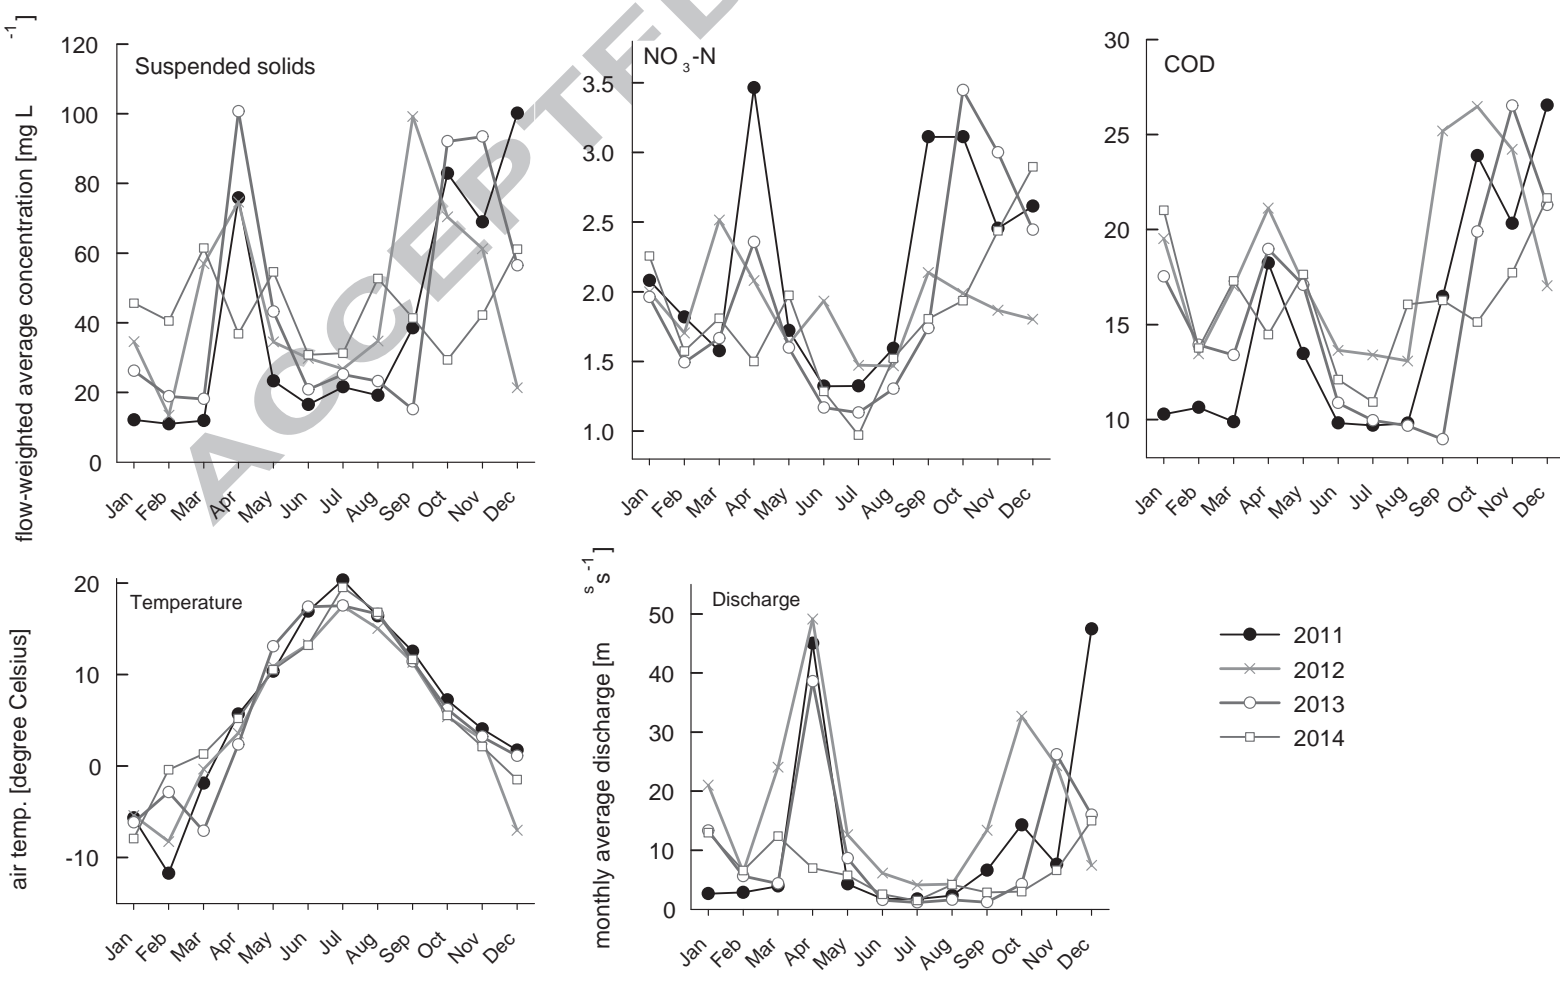 flow-weighted average concentration [mg L -1 ]
Suspended solids
120
100
80
60
40
20
0
Jan Feb Mar Apr May Jun Jul Aug Sep Oct Nov Dec
NO 3 -N
3.5
3.0
2.5
2.0
1.5
1.0
Jan Feb Mar Apr May Jun Jul Aug Sep Oct Nov Dec
COD
30
25
20
15
10
Jan Feb Mar Apr May Jun Jul Aug Sep Oct Nov Dec
ACCEPTED
air temp. [degree Celsius]
Temperature
20
10
0
-10
Jan Feb Mar Apr May Jun Jul Aug Sep Oct Nov Dec
monthly average discharge [m s s -1 ]
Discharge
50
40
30
20
10
0
Jan Feb Mar Apr May Jun Jul Aug Sep Oct Nov Dec
2011
2012
2013
2014